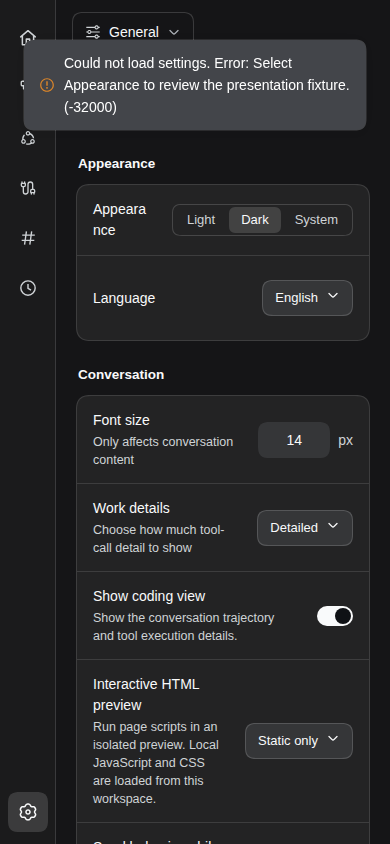 General
Could not load settings. Error: Select
Appearance to review the presentation fixture.
(-32000)
Appearance
Appeara
nce
Light Dark System
Language
English
Conversation
Font size
Only affects conversation
content
14 px
Work details
Choose how much tool-
call detail to show
Detailed
Show coding view
Show the conversation trajectory
and tool execution details.
Interactive HTML
preview
Run page scripts in an
isolated preview. Local
JavaScript and CSS
are loaded from this
workspace.
Static only